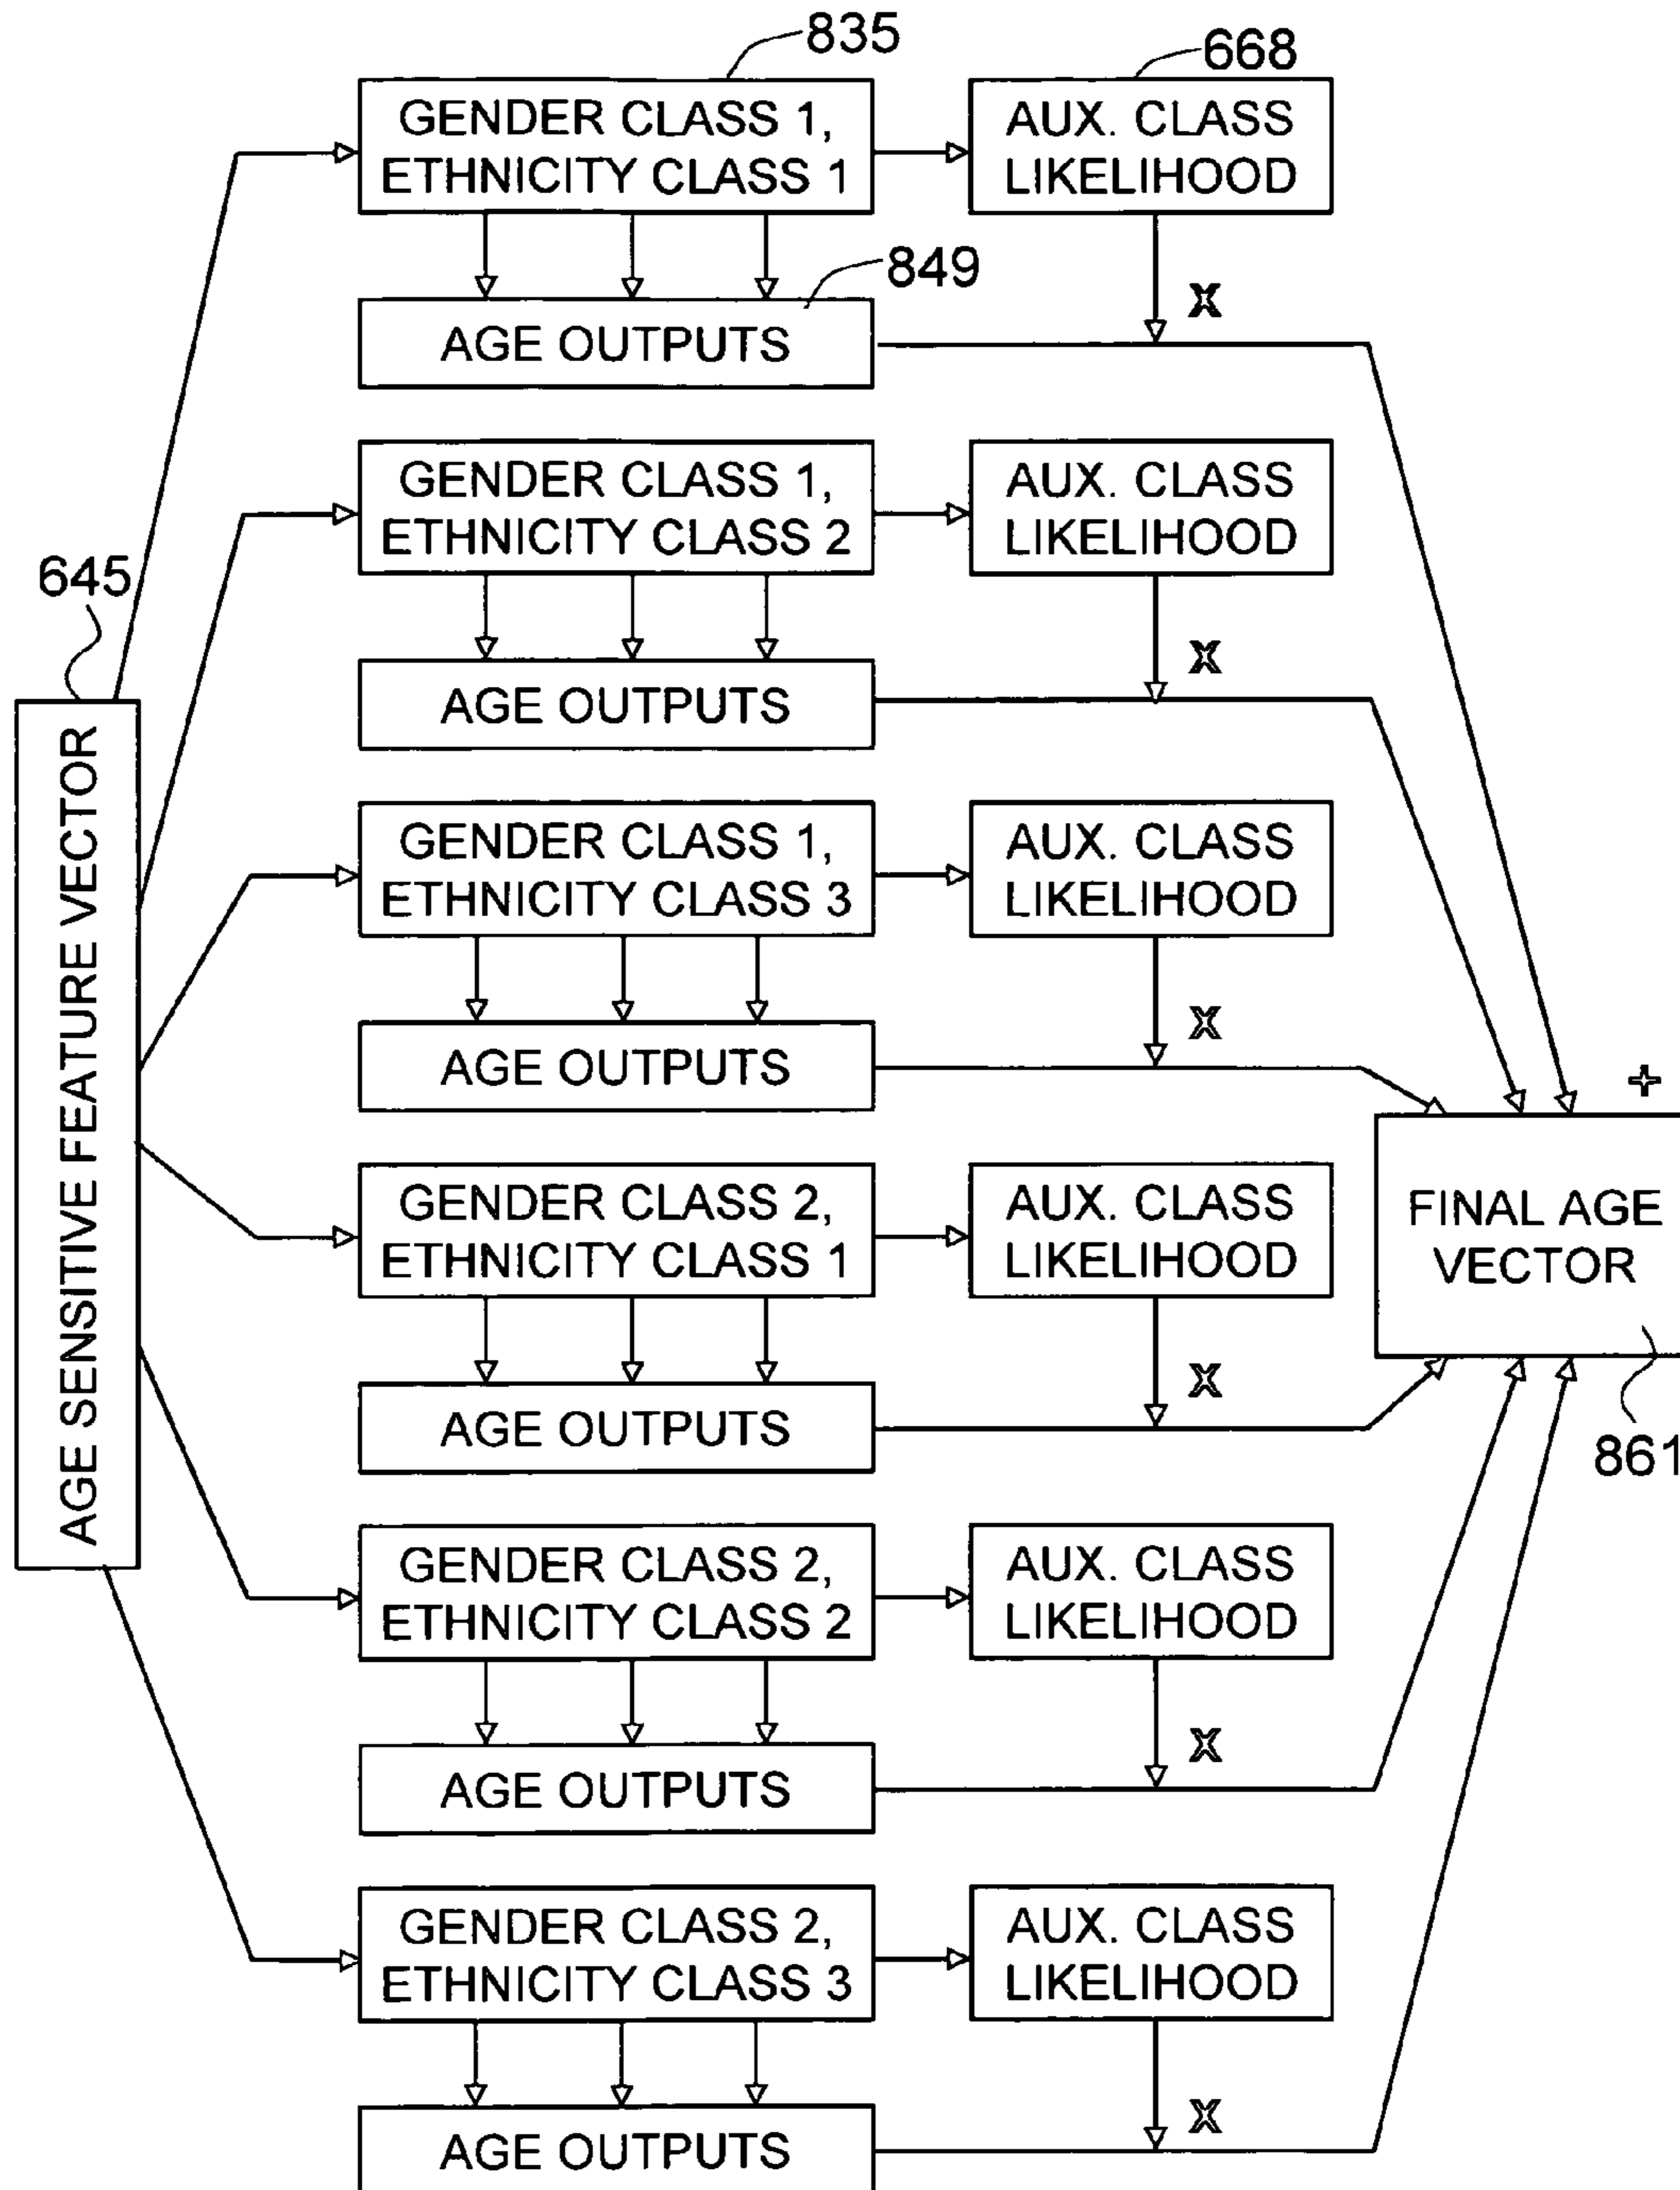 835
668
GENDER CLASS 1,
ETHNICITY CLASS 1
AUX. CLASS
LIKELIHOOD
849
X
AGE OUTPUTS
GENDER CLASS 1,
ETHNICITY CLASS 2
AUX. CLASS
LIKELIHOOD
645
X
AGE OUTPUTS
AGE SENSITIVE FEATURE VECTOR
GENDER CLASS 1,
ETHNICITY CLASS 3
AUX. CLASS
LIKELIHOOD
X
AGE OUTPUTS
+
GENDER CLASS 2,
ETHNICITY CLASS 1
AUX. CLASS
LIKELIHOOD
FINAL AGE
VECTOR
X
AGE OUTPUTS
861
GENDER CLASS 2,
ETHNICITY CLASS 2
AUX. CLASS
LIKELIHOOD
X
AGE OUTPUTS
GENDER CLASS 2,
ETHNICITY CLASS 3
AUX. CLASS
LIKELIHOOD
X
AGE OUTPUTS